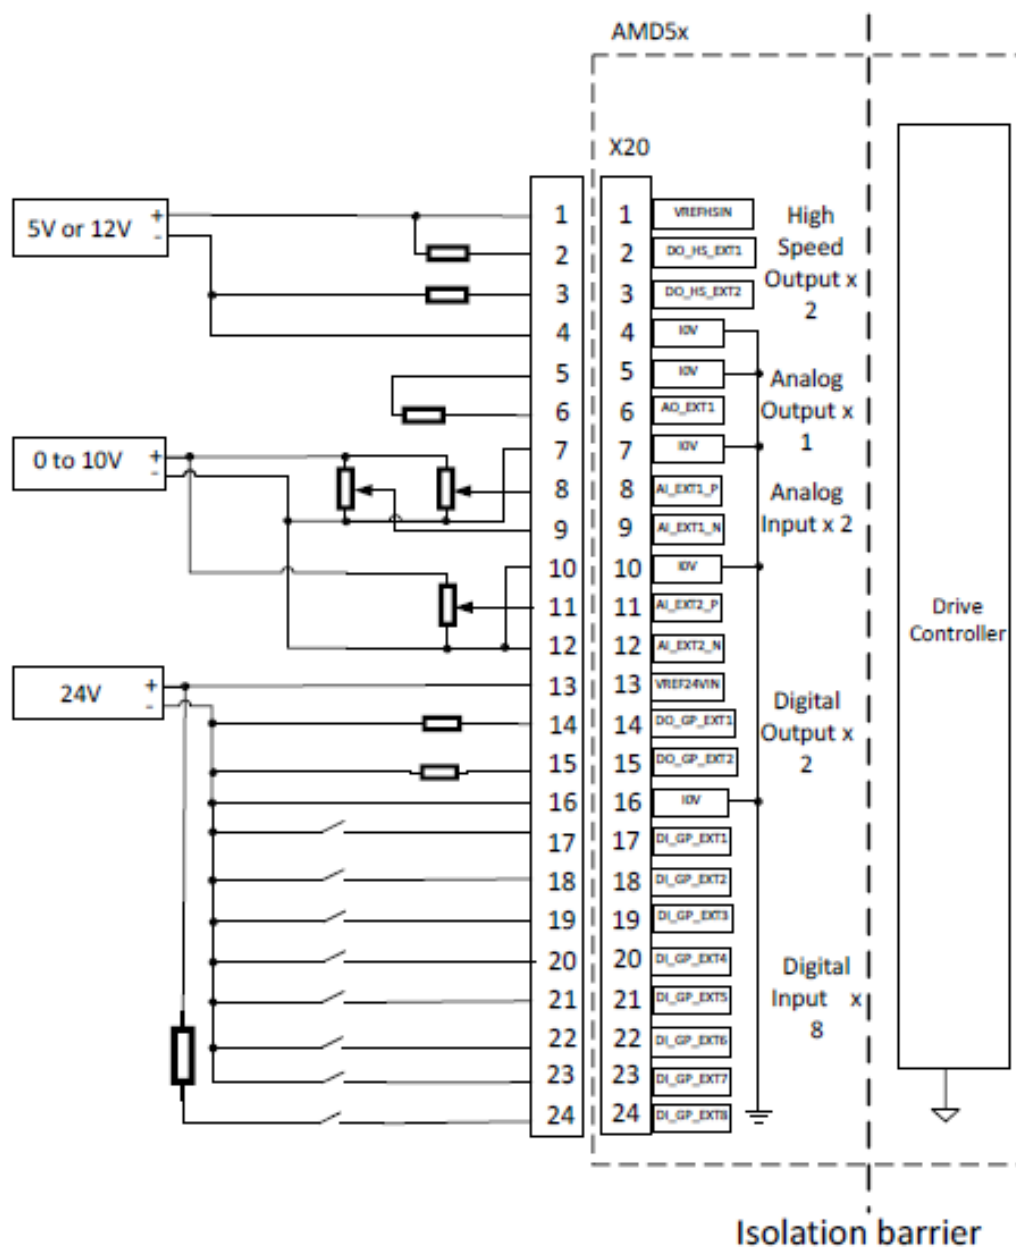 AMD5x
X20
5V or 12V
+
-
0 to 10V
+
-
24V
+
-
1
2
3
4
5
6
7
8
9
10
11
12
13
14
15
16
17
18
19
20
21
22
23
24
1 VREFHSIN
2 DO_HS_EXT1
3 DO_HS_EXT2
4 I0V
5 I0V
6 AO_EXT1
7 I0V
8 AI_EXT1_P
9 AI_EXT1_N
10 I0V
11 AI_EXT2_P
12 AI_EXT2_N
13 VREF24VIN
14 DO_GP_EXT1
15 DO_GP_EXT2
16 I0V
17 DI_GP_EXT1
18 DI_GP_EXT2
19 DI_GP_EXT3
20 DI_GP_EXT4
21 DI_GP_EXT5
22 DI_GP_EXT6
23 DI_GP_EXT7
24 DI_GP_EXT8
High
Speed
Output x
2
Analog
Output x
1
Analog
Input x 2
Digital
Output x
2
Digital
Input x
8
Drive
Controller
Isolation barrier